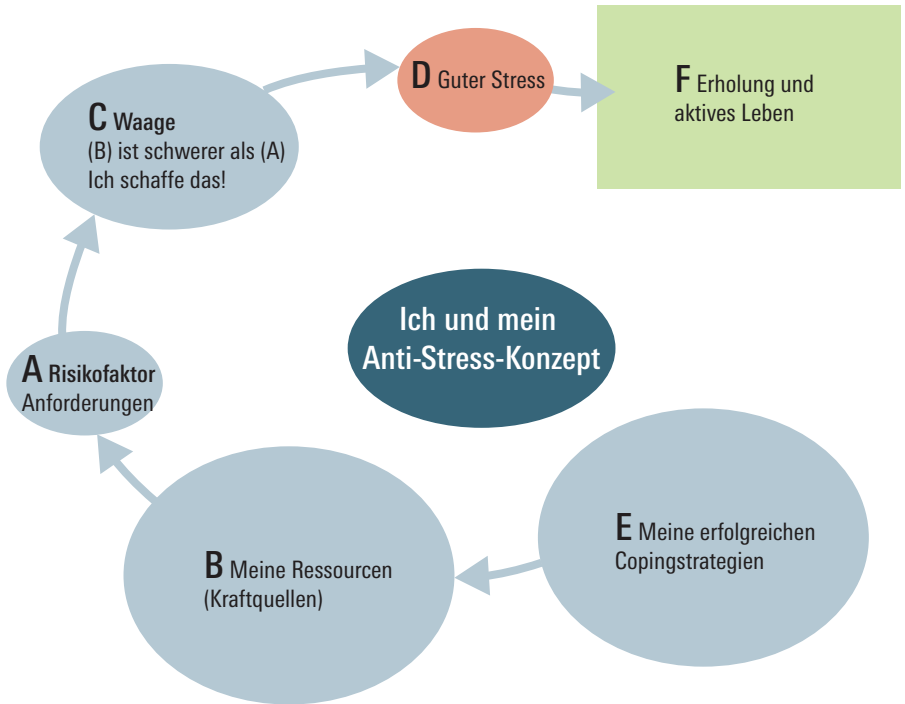 D Guter Stress
F Erholung und
aktives Leben
C Waage
(B) ist schwerer als (A)
Ich schaffe das!
Ich und mein
Anti-Stress-Konzept
A Risikofaktor
Anforderungen
E Meine erfolgreichen
Copingstrategien
B Meine Ressourcen
(Kraftquellen)